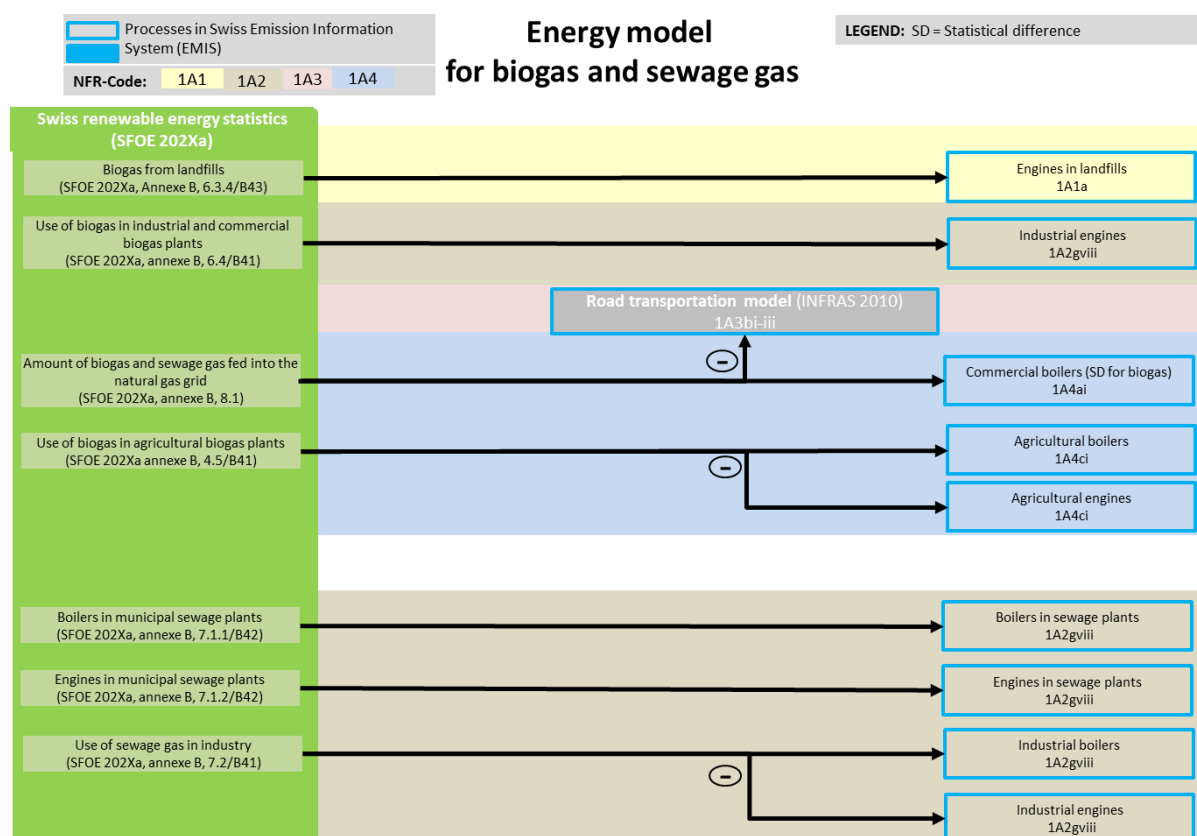 Processes in Swiss Emission Information
System (EMIS)
NFR-Code: 1A1 1A2 1A3 1A4
Energy model
for biogas and sewage gas
LEGEND: SD = Statistical difference
Swiss renewable energy statistics
(SFOE 202Xa)
Biogas from landfills
(SFOE 202Xa, Annexe B, 6.3.4/B43)
Engines in landfills
1A1a
Use of biogas in industrial and commercial
biogas plants
(SFOE 202Xa, annexe B, 6.4/B41)
Industrial engines
1A2gviii
Road transportation model (INFRAS 2010)
1A3bi-iii
–
Amount of biogas and sewage gas fed into the
natural gas grid
(SFOE 202Xa, annexe B, 8.1)
Commercial boilers (SD for biogas)
1A4ai
Use of biogas in agricultural biogas plants
(SFOE 202Xa annexe B, 4.5/B41)
–
Agricultural boilers
1A4ci
Agricultural engines
1A4ci
Boilers in municipal sewage plants
(SFOE 202Xa, annexe B, 7.1.1/B42)
Boilers in sewage plants
1A2gviii
Engines in municipal sewage plants
(SFOE 202Xa, annexe B, 7.1.2/B42)
Engines in sewage plants
1A2gviii
Use of sewage gas in industry
(SFOE 202Xa, annexe B, 7.2/B41)
–
Industrial boilers
1A2gviii
Industrial engines
1A2gviii